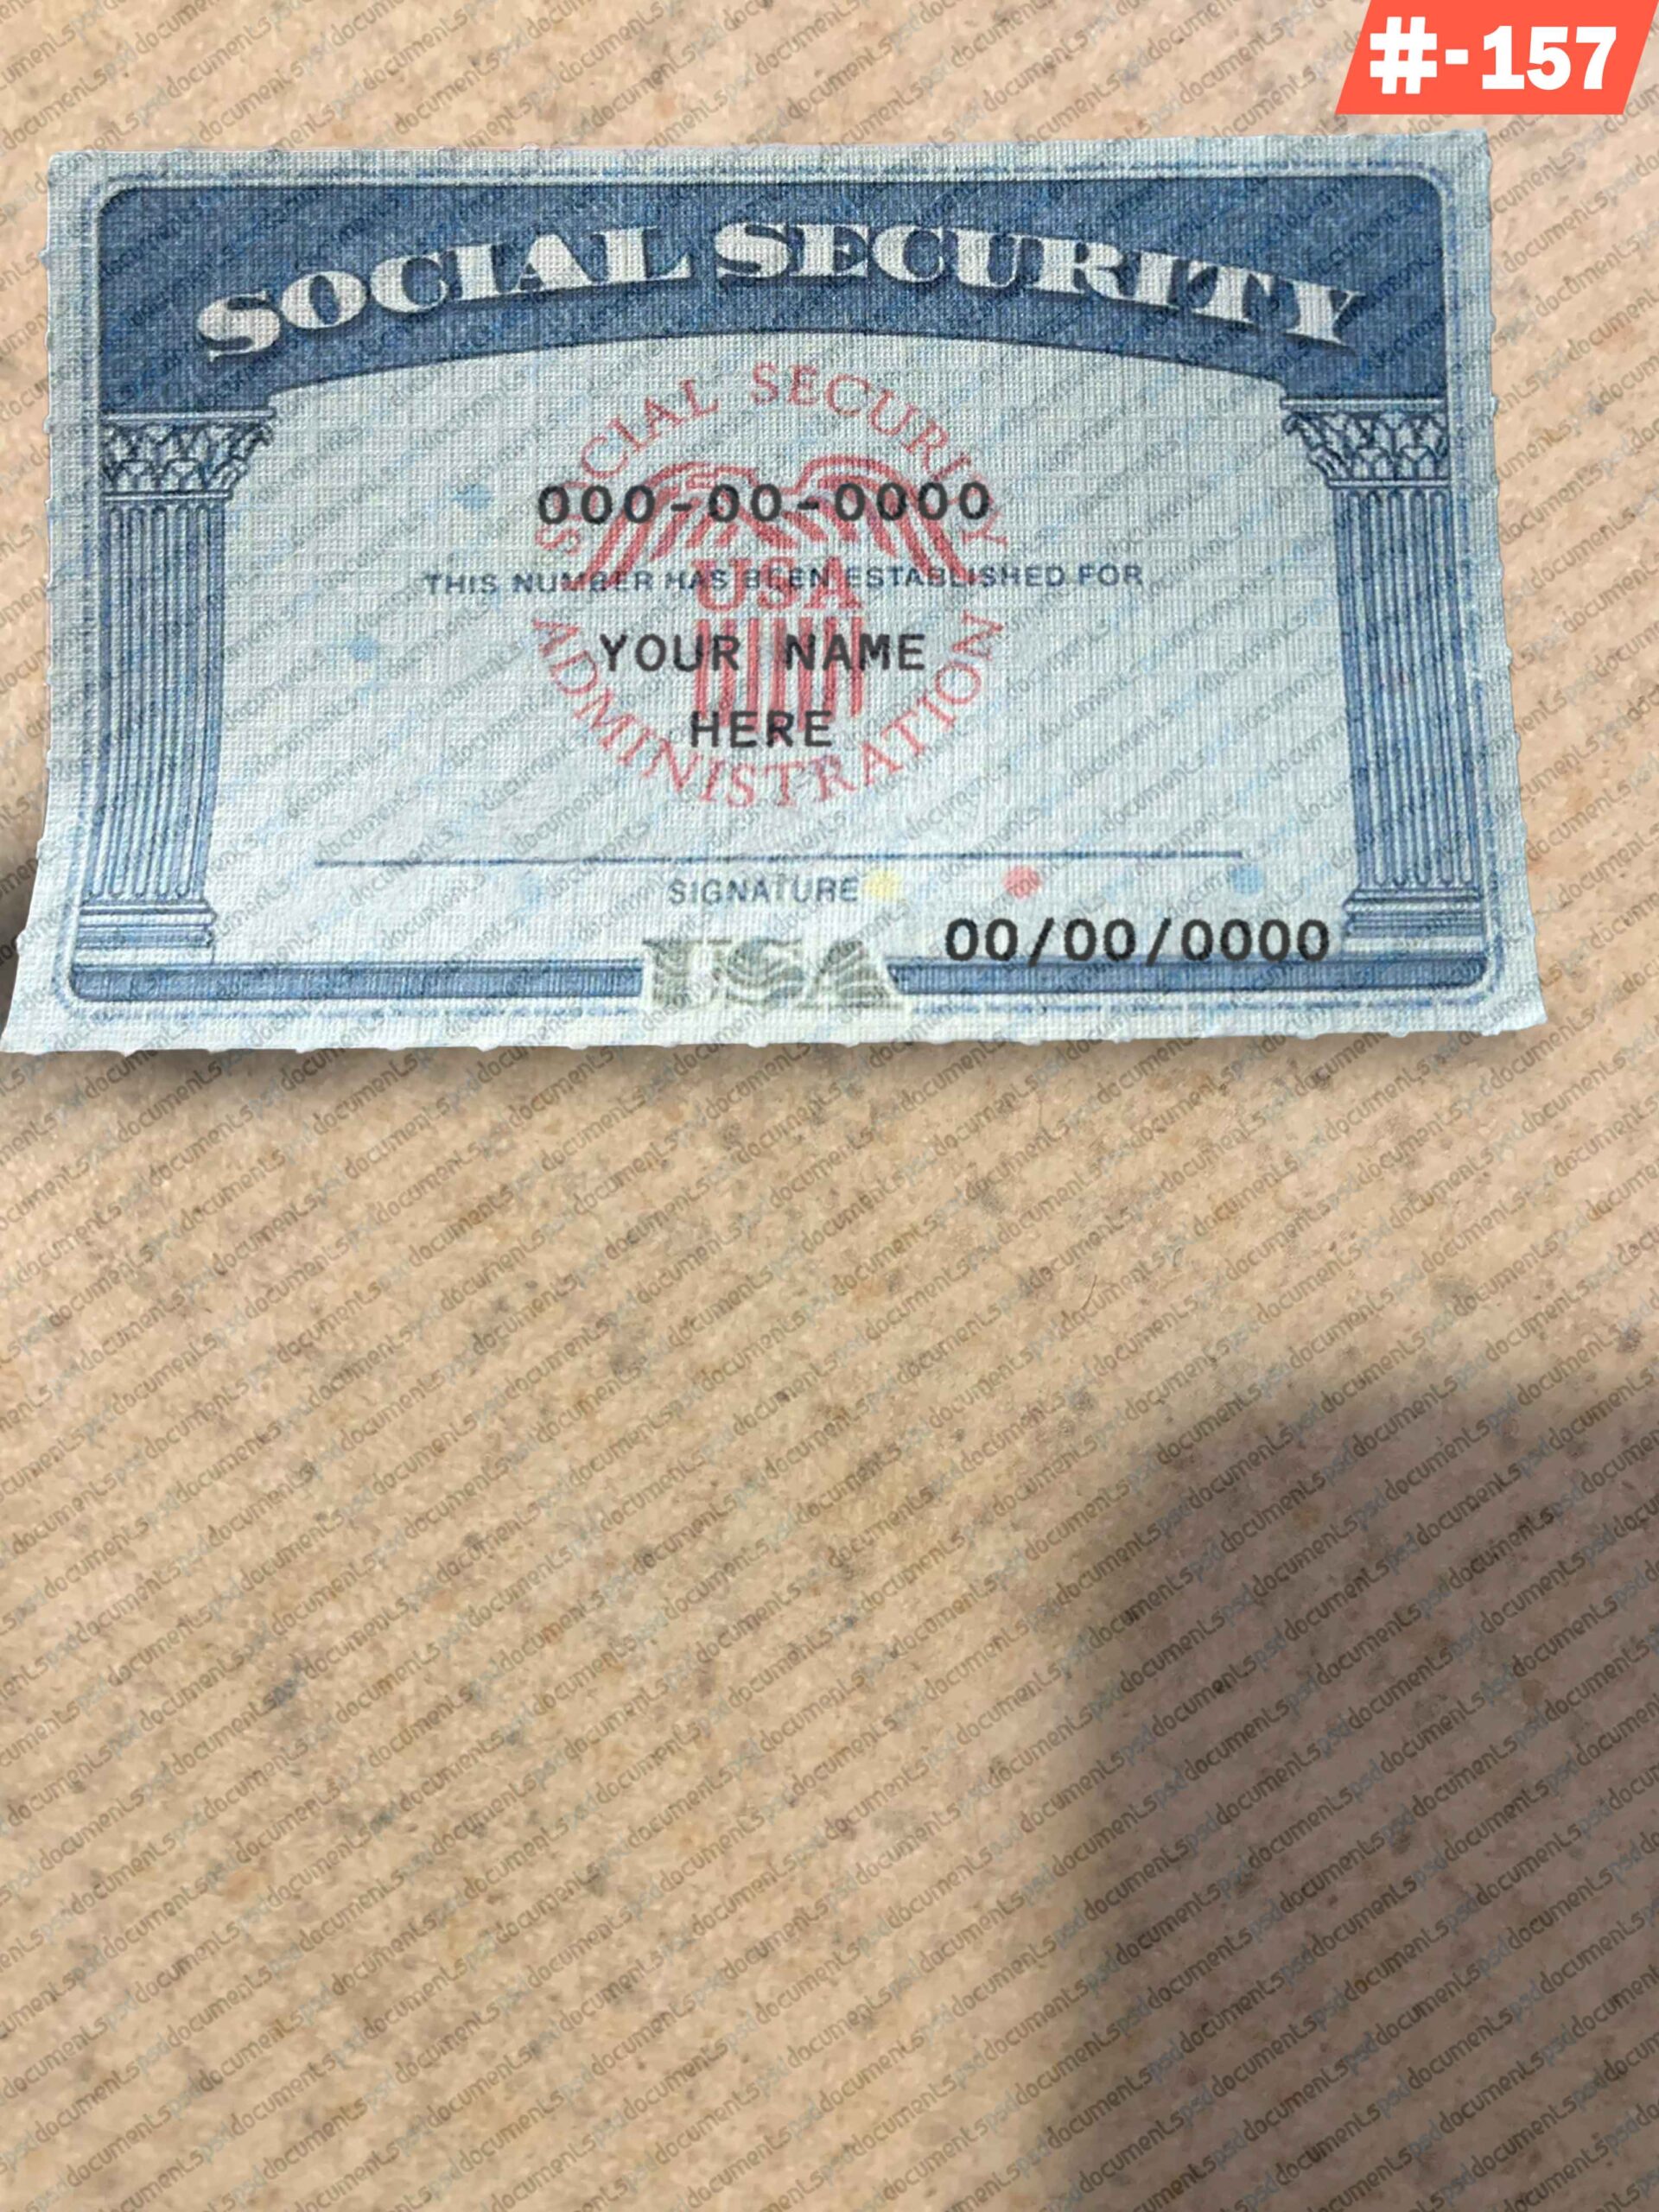 #-157
SOCIAL SECURITY
SOCIAL SECURITY
000-00-0000
USA
THIS NUMBER HAS BEEN ESTABLISHED FOR
YOUR NAME
HERE
ADMINISTRATION
SIGNATURE
00/00/0000
USA
psddocuments